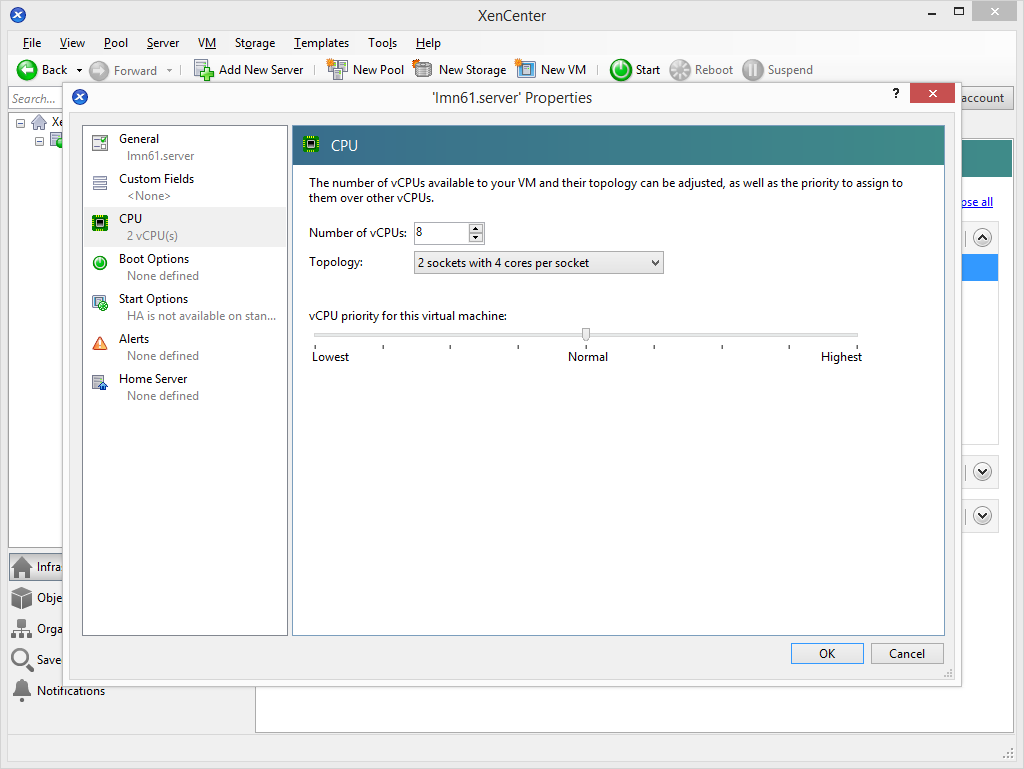 XenCenter
File View Pool Server VM Storage Templates Tools Help
Back Forward Add New Server New Pool New Storage New VM Start Reboot Suspend
Search...
account
'lmn61.server' Properties
?
Xe
ose all
General
lmn61.server
Custom Fields
<None>
CPU
2 vCPU(s)
Boot Options
None defined
Start Options
HA is not available on stan...
Alerts
None defined
Home Server
None defined
CPU
The number of vCPUs available to your VM and their topology can be adjusted, as well as the priority to assign to
them over other vCPUs.
Number of vCPUs: 8
Topology: 2 sockets with 4 cores per socket
vCPU priority for this virtual machine:
Lowest Normal Highest
OK Cancel
Infra
Obje
Orga
Save
Notifications